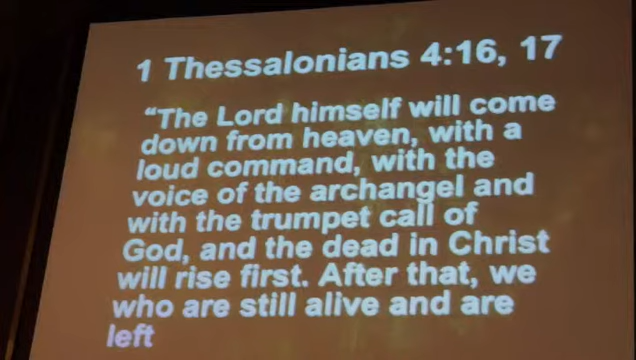 1 Thessalonians 4:16, 17
“The Lord himself will come
down from heaven, with a
loud command, with the
voice of the archangel and
with the trumpet call of
God, and the dead in Christ
will rise first. After that, we
who are still alive and are
left